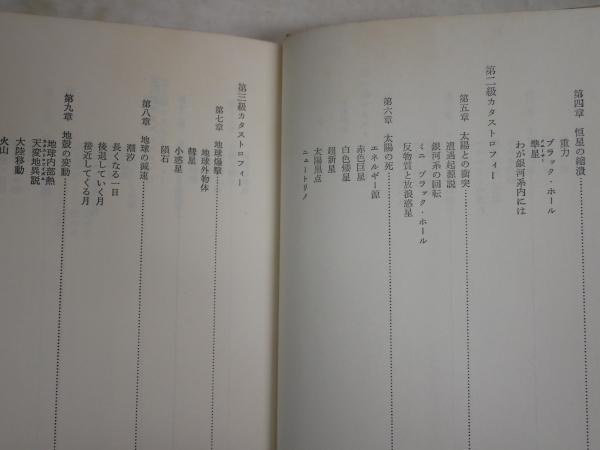 第四章 恒星の縮潰……………
重力
ブラック・ホール
準星
わが銀河系内には
第二級カタストロフィー
第五章 太陽との衝突……………
遭遇起源説
銀河系の回転
ミニ ブラック・ホール
反物質と放浪惑星
第六章 太陽の死……………
エネルギー源
赤色巨星
白色矮星
超新星
太陽黒点
ニュートリノ
第三級カタストロフィー
第七章 地球爆撃……………
地球外物体
彗星
小惑星
隕石
第八章 地球の減速……………
潮汐
長くなる一日
後退していく月
接近してくる月
第九章 地殻の変動……………
地球内部熱
天変地異説
大陸移動
火山